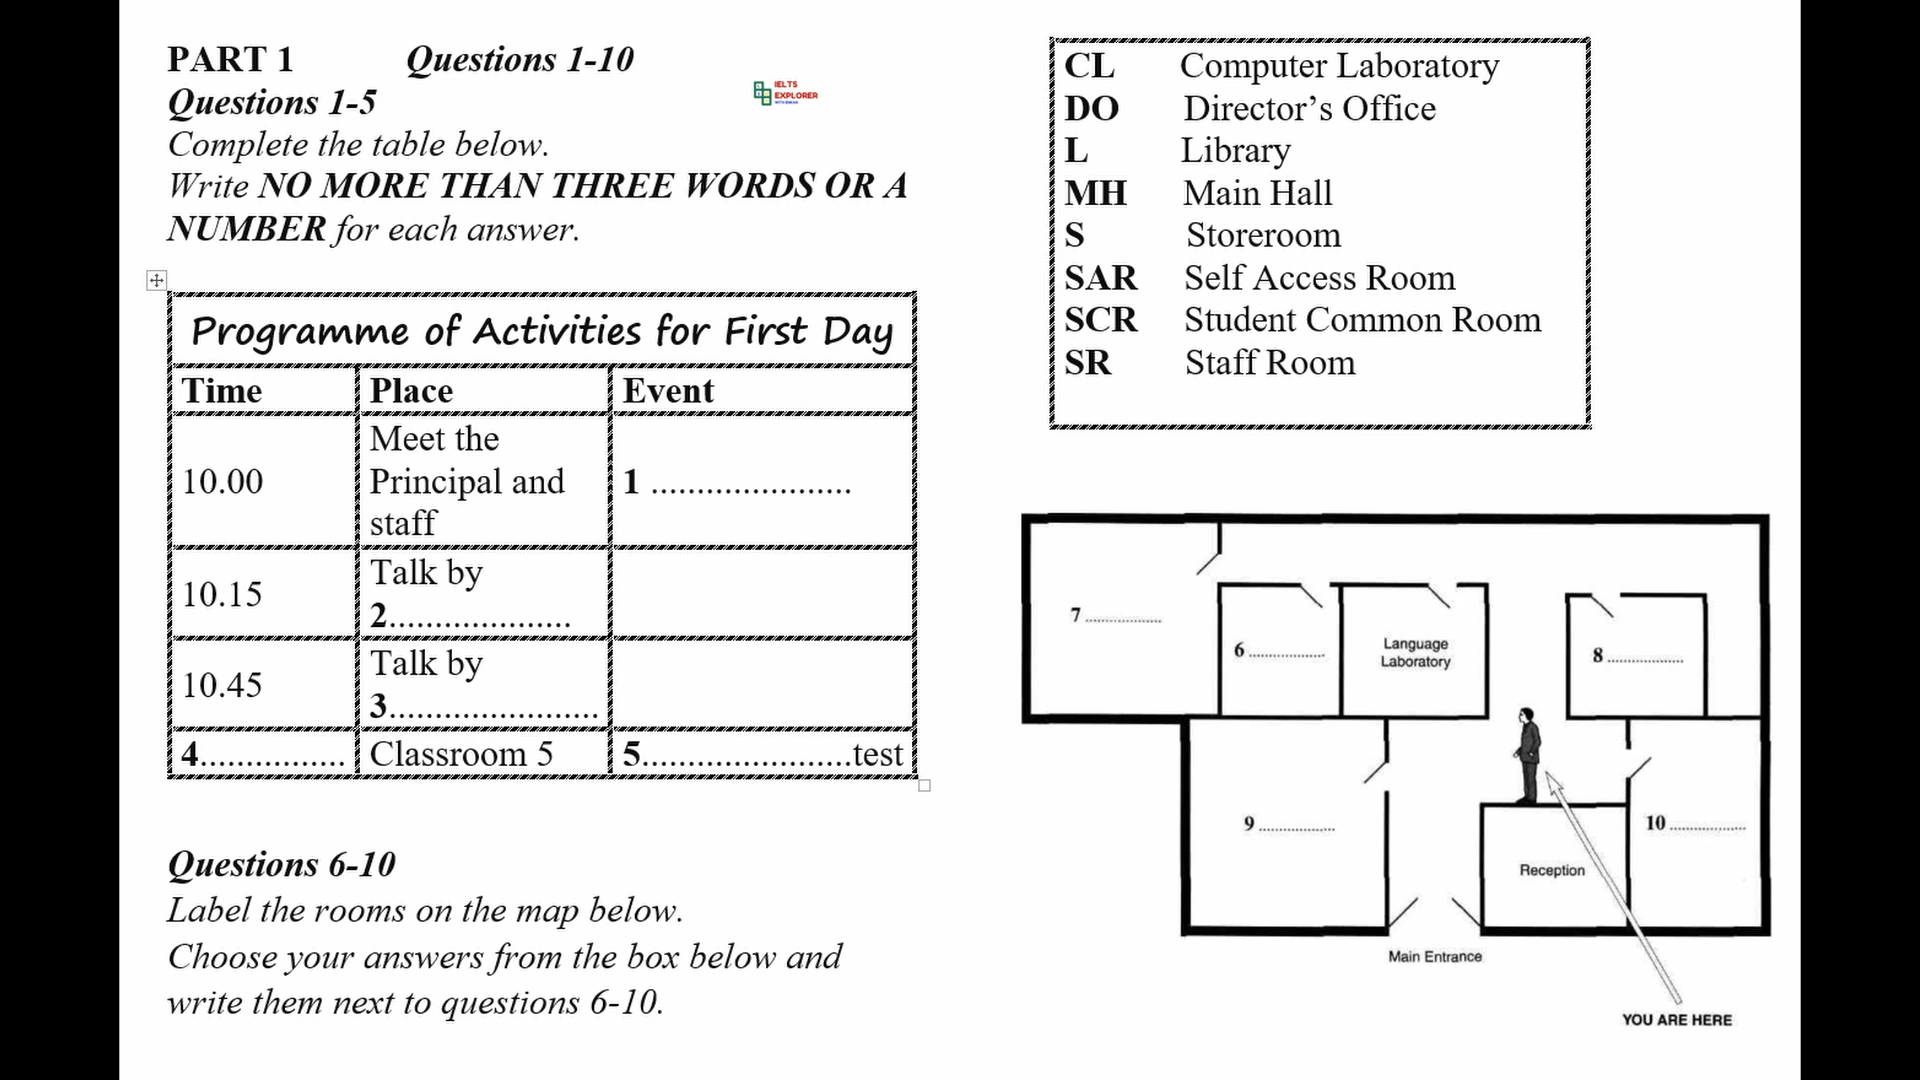 PART 1 Questions 1-10
IELTS
EXPLORER
Questions 1-5
Complete the table below.
Write NO MORE THAN THREE WORDS OR A
NUMBER for each answer.
Programme of Activities for First Day
Time Place Event
10.00 Meet the Principal and staff 1 ......................
10.15 Talk by 2....................
10.45 Talk by 3.......................
4................ Classroom 5 5.......................test
Questions 6-10
Label the rooms on the map below.
Choose your answers from the box below and
write them next to questions 6-10.
CL Computer Laboratory
DO Director’s Office
L Library
MH Main Hall
S Storeroom
SAR Self Access Room
SCR Student Common Room
SR Staff Room
7 ..................
6 ..................
Language
Laboratory
8 ..................
9 ..................
10 ..................
Reception
Main Entrance
YOU ARE HERE